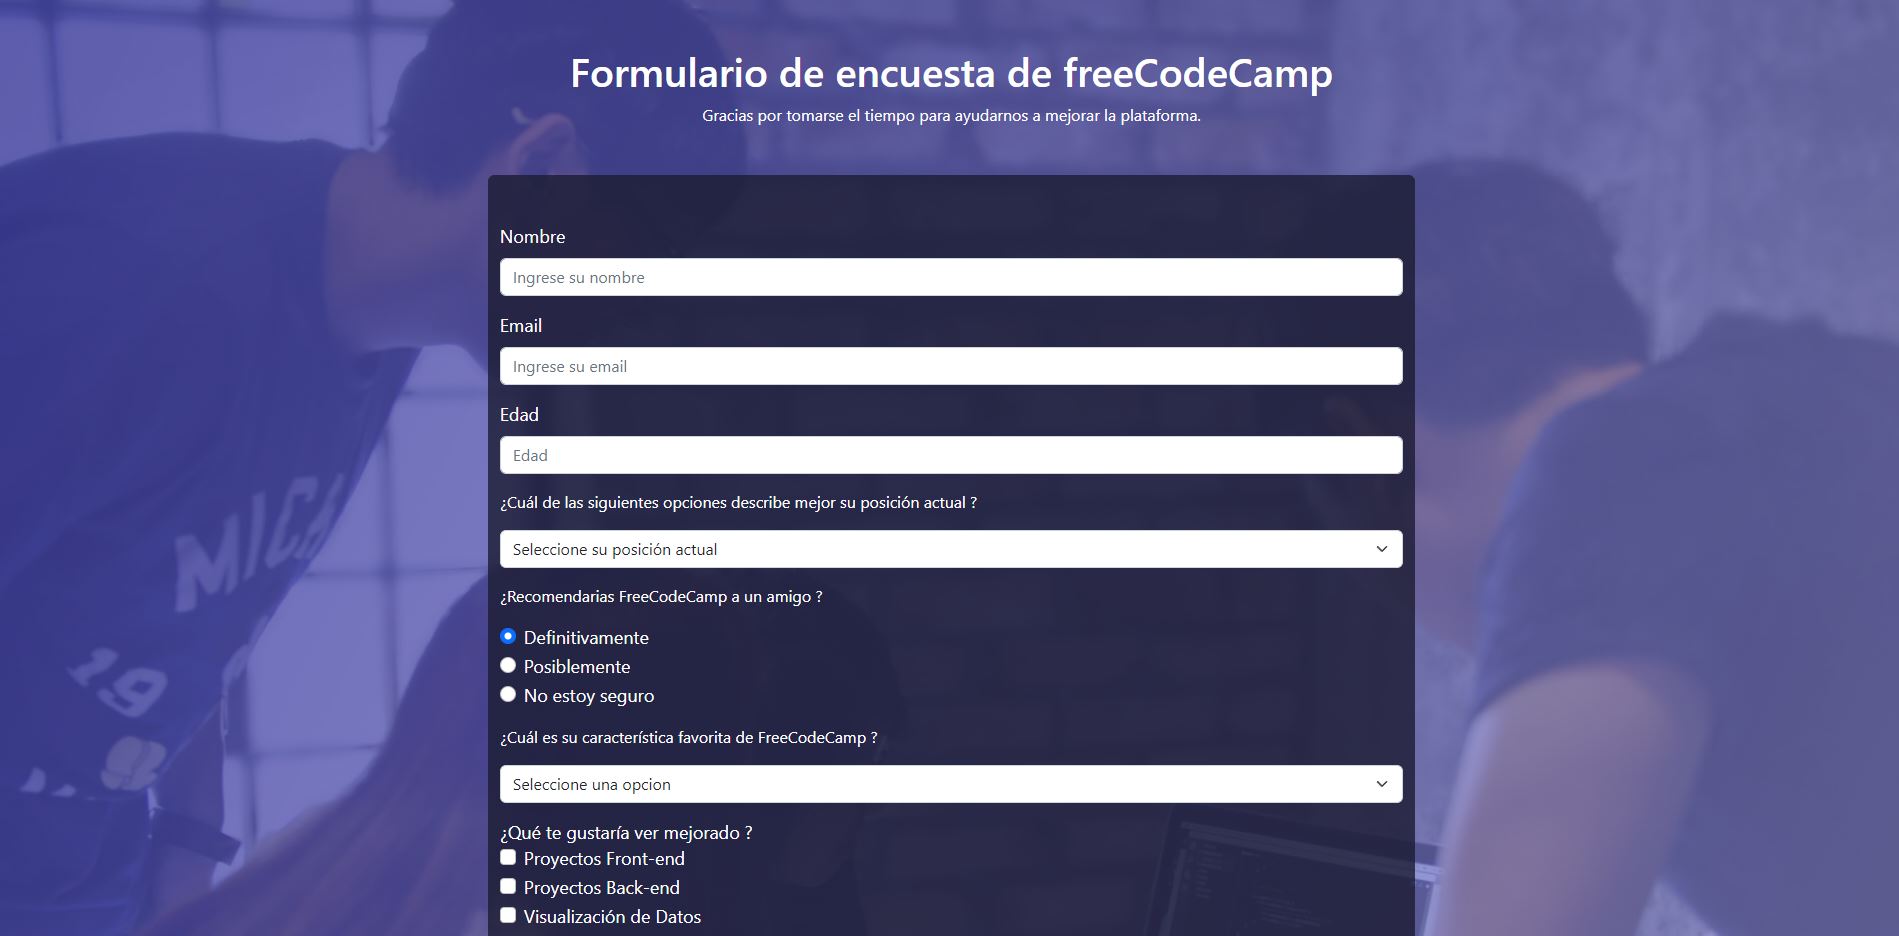 Formulario de encuesta de freeCodeCamp
Gracias por tomarse el tiempo para ayudarnos a mejorar la plataforma.
Nombre
Ingrese su nombre
Email
Ingrese su email
Edad
Edad
¿Cuál de las siguientes opciones describe mejor su posición actual ?
Seleccione su posición actual
¿Recomendarias FreeCodeCamp a un amigo ?
Definitivamente
Posiblemente
No estoy seguro
¿Cuál es su característica favorita de FreeCodeCamp ?
Seleccione una opcion
¿Qué te gustaría ver mejorado ?
Proyectos Front-end
Proyectos Back-end
Visualización de Datos
MICH
19